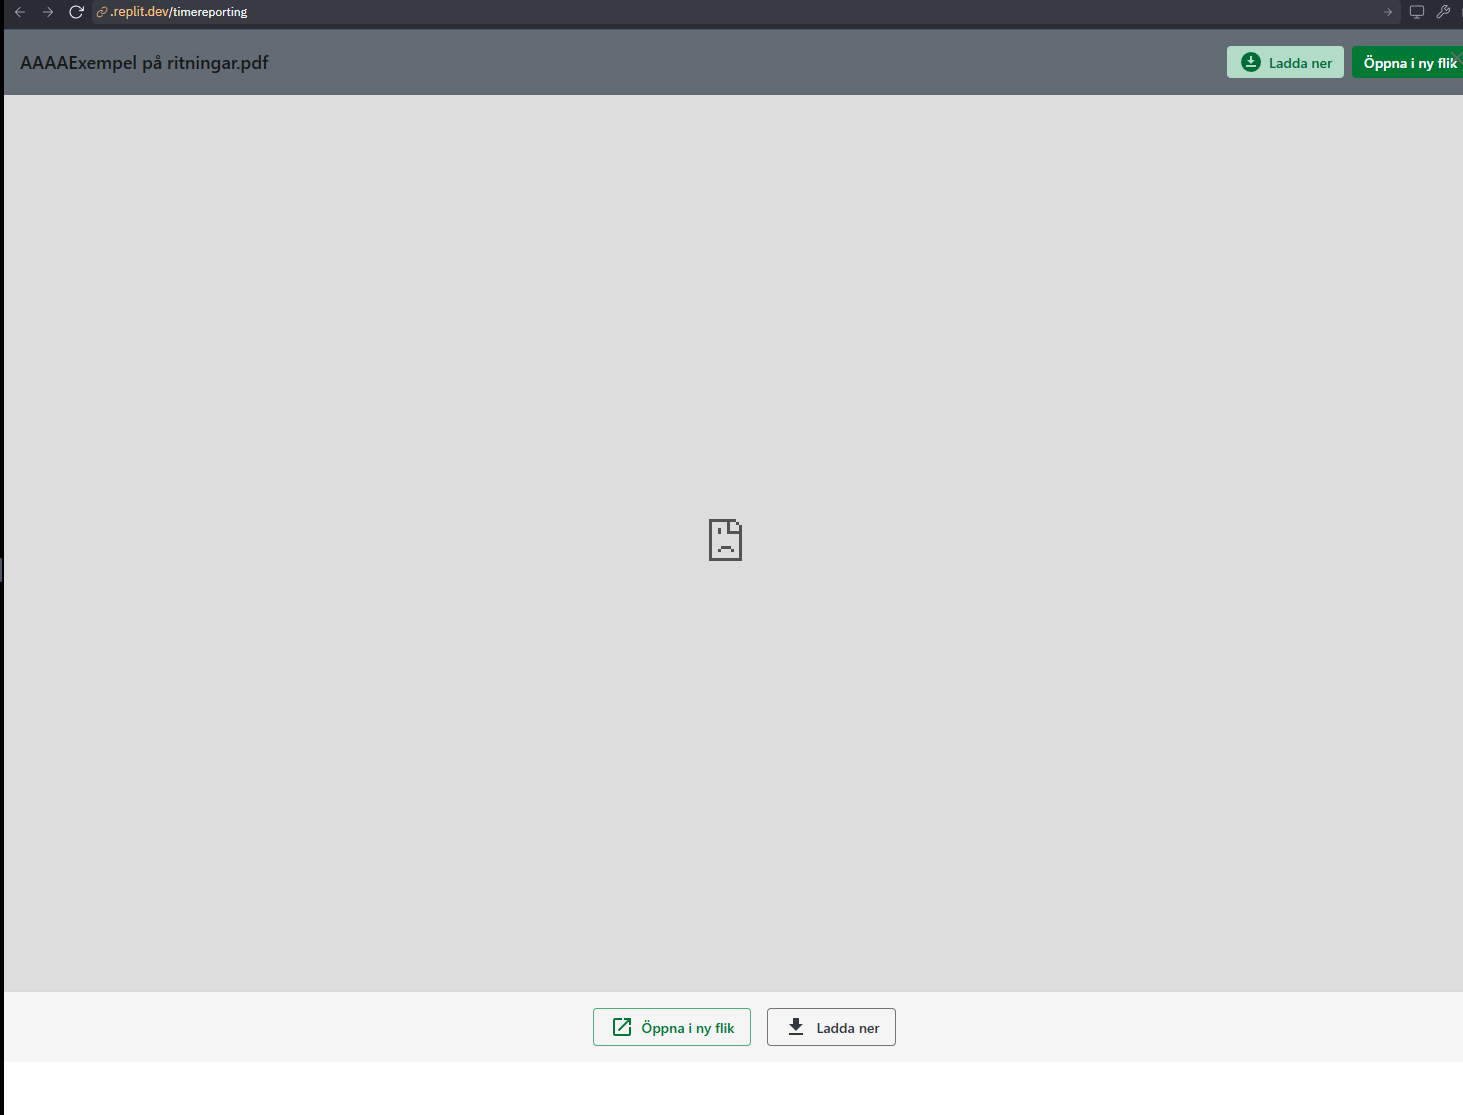 .replit.dev/timereporting
AAAAExempel på ritningar.pdf
Ladda ner
Öppna i ny flik
Öppna i ny flik
Ladda ner